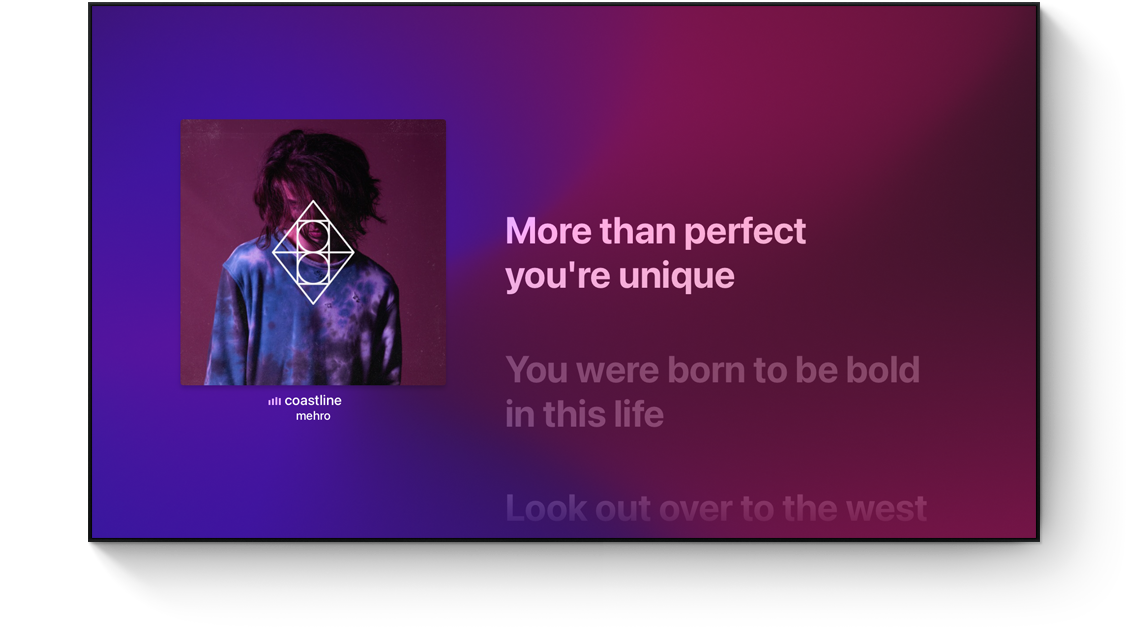 More than perfect
you're unique
You were born to be bold
in this life
Look out over to the west
coastline
mehro